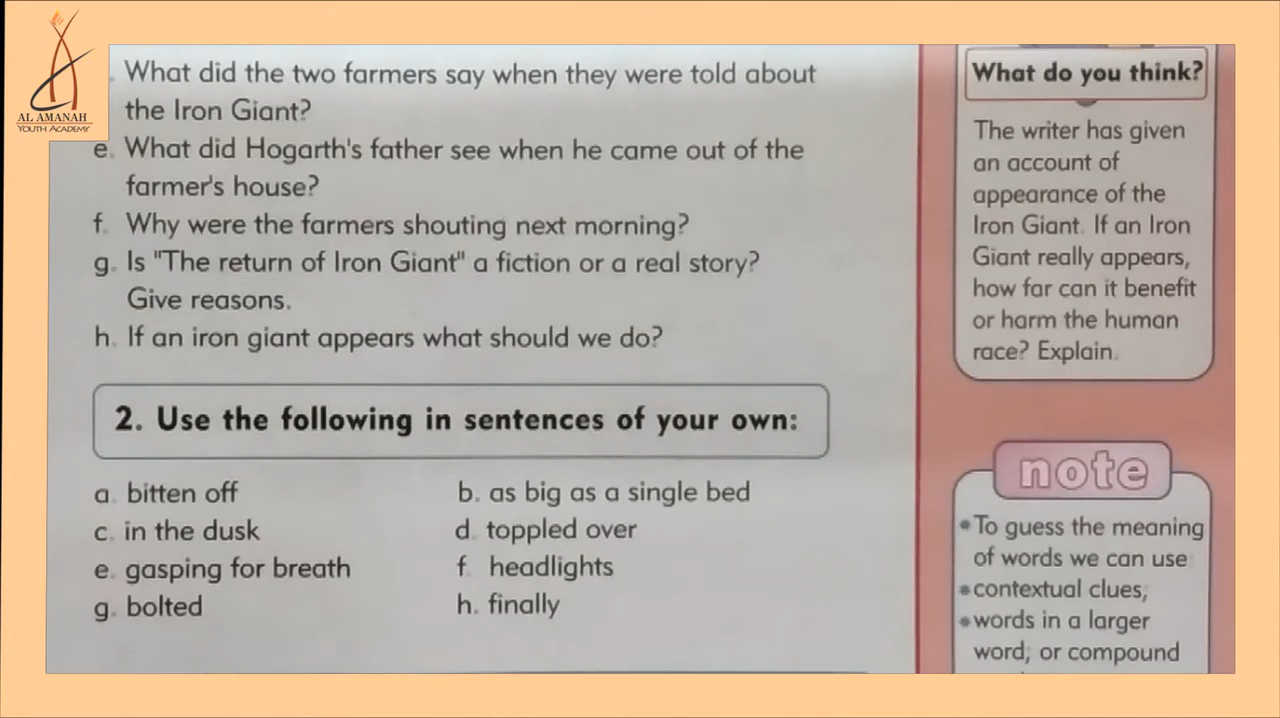 AL AMANAH
YOUTH ACADEMY
What did the two farmers say when they were told about
the Iron Giant?
e. What did Hogarth's father see when he came out of the
farmer's house?
f. Why were the farmers shouting next morning?
g. Is "The return of Iron Giant" a fiction or a real story?
Give reasons.
h. If an iron giant appears what should we do?
2. Use the following in sentences of your own:
a. bitten off
b. as big as a single bed
c. in the dusk
d. toppled over
e. gasping for breath
f. headlights
g. bolted
h. finally
What do you think?
The writer has given
an account of
appearance of the
Iron Giant. If an Iron
Giant really appears,
how far can it benefit
or harm the human
race? Explain.
note
•To guess the meaning
of words we can use
•contextual clues,
•words in a larger
word; or compound